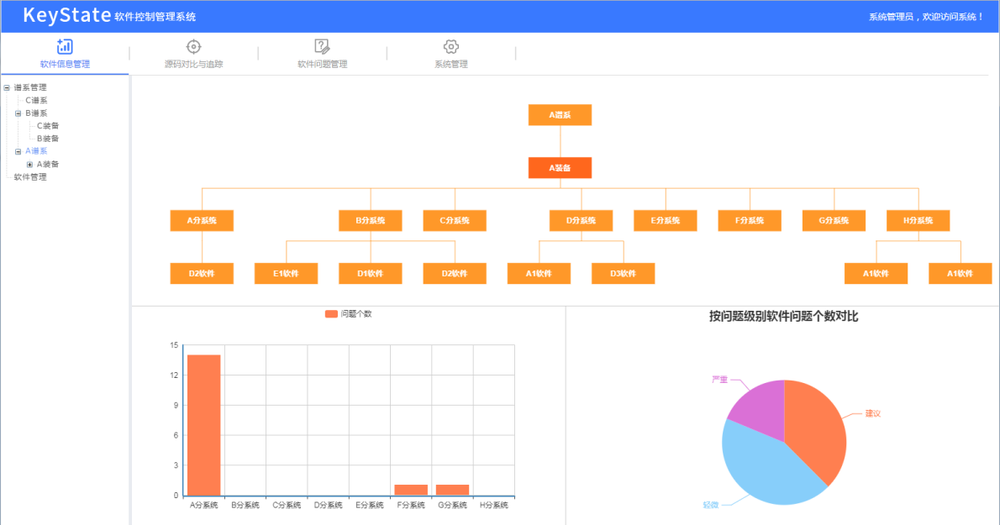 KeyState 软件控制管理系统
系统管理员，欢迎访问系统！
软件信息管理
源码对比与追踪
软件问题管理
系统管理
谱系管理
C谱系
B谱系
C装备
B装备
A谱系
A装备
软件管理
A谱系
A装备
A分系统 B分系统 C分系统 D分系统 E分系统 F分系统 G分系统 H分系统
D2软件 E1软件 D1软件 D2软件 A1软件 D3软件 A1软件 A1软件
问题个数
15
12
9
6
3
0
A分系统 B分系统 C分系统 D分系统 E分系统 F分系统 G分系统 H分系统
按问题级别软件问题个数对比
严重
建议
轻微